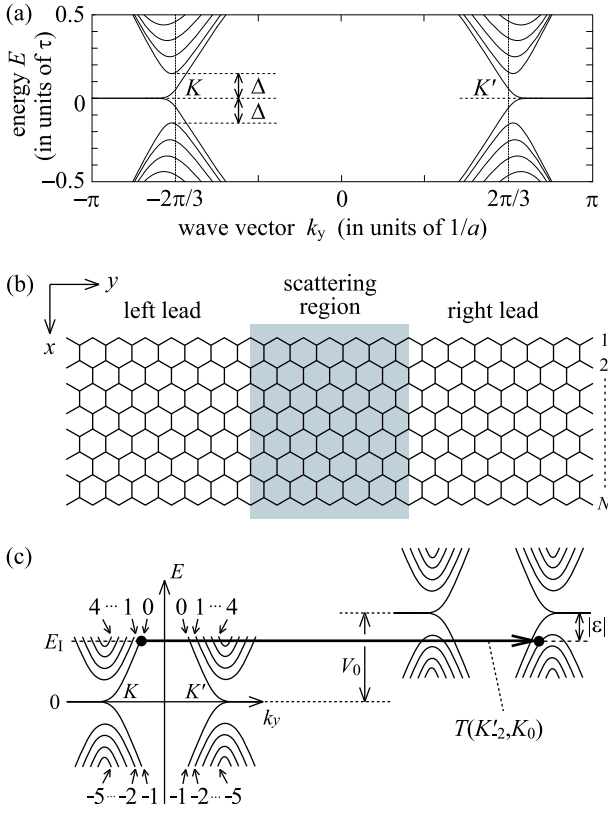 (a)
energy E
(in units of τ)
0.5
0
−0.5
K
Δ
Δ
K′
−π
−2π/3
0
2π/3
π
wave vector k_y (in units of 1/a)
(b)
y
x
left lead
scattering
region
right lead
1
2
N
(c)
E
4 ··· 1 0
0 1 ··· 4
E_I
0
K
K′
k_y
V_0
|ε|
T(K′_-2,K_0)
-5 ··· -2 -1
-1 -2 ··· -5